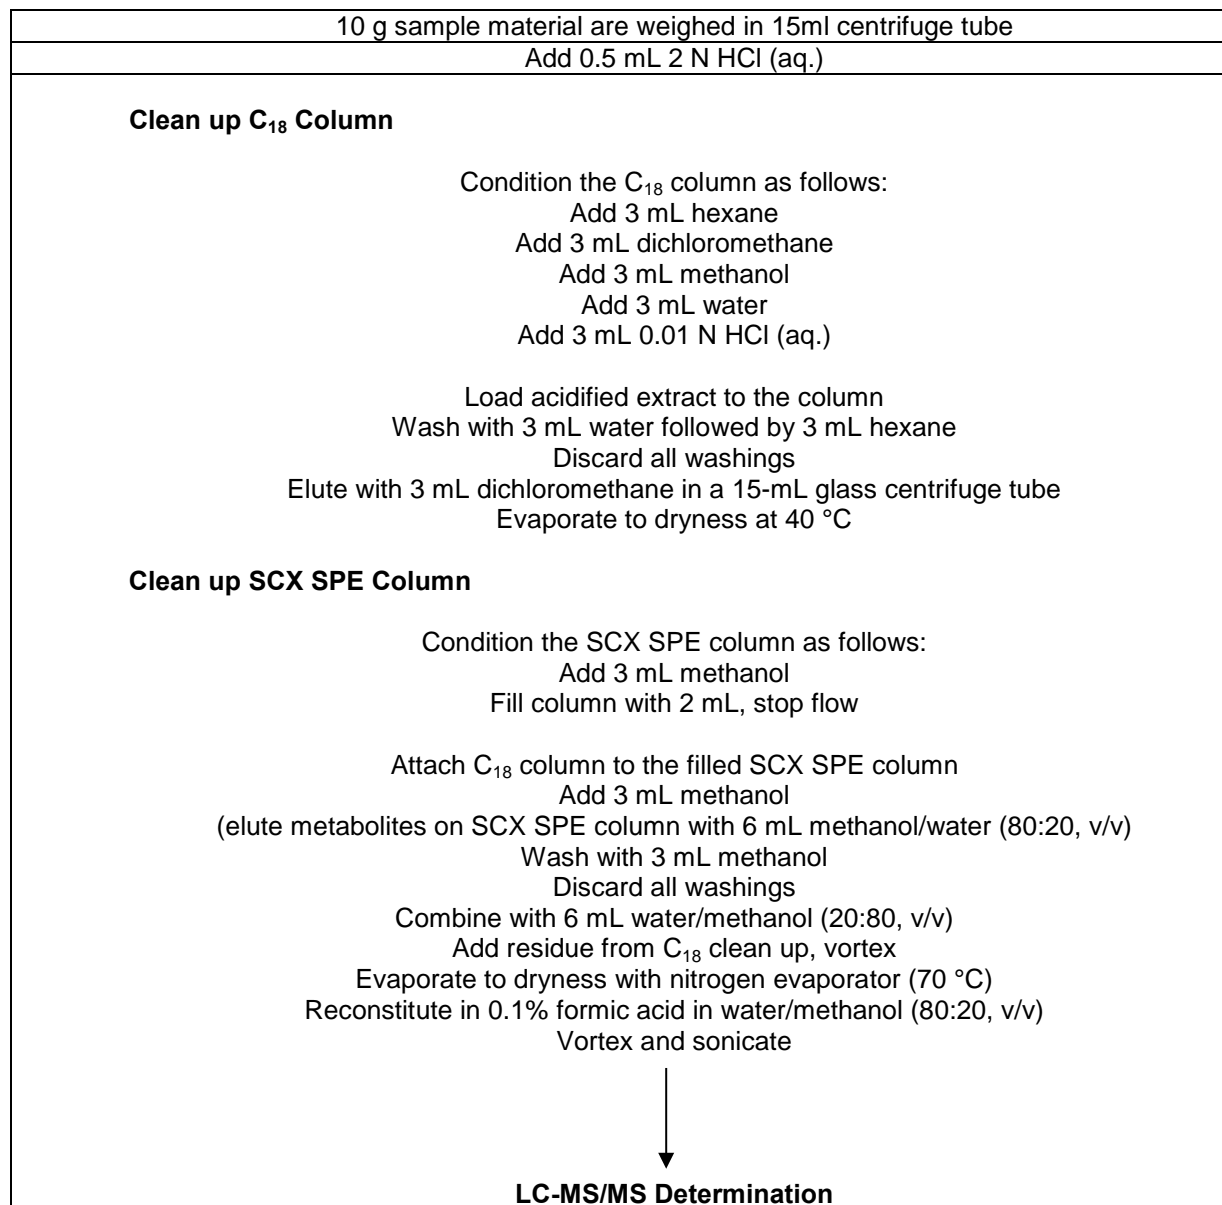 10 g sample material are weighed in 15ml centrifuge tube
Add 0.5 mL 2 N HCl (aq.)
Clean up C₁₈ Column
Condition the C₁₈ column as follows:
Add 3 mL hexane
Add 3 mL dichloromethane
Add 3 mL methanol
Add 3 mL water
Add 3 mL 0.01 N HCl (aq.)
Load acidified extract to the column
Wash with 3 mL water followed by 3 mL hexane
Discard all washings
Elute with 3 mL dichloromethane in a 15-mL glass centrifuge tube
Evaporate to dryness at 40 °C
Clean up SCX SPE Column
Condition the SCX SPE column as follows:
Add 3 mL methanol
Fill column with 2 mL, stop flow
Attach C₁₈ column to the filled SCX SPE column
Add 3 mL methanol
(elute metabolites on SCX SPE column with 6 mL methanol/water (80:20, v/v)
Wash with 3 mL methanol
Discard all washings
Combine with 6 mL water/methanol (20:80, v/v)
Add residue from C₁₈ clean up, vortex
Evaporate to dryness with nitrogen evaporator (70 °C)
Reconstitute in 0.1% formic acid in water/methanol (80:20, v/v)
Vortex and sonicate
LC-MS/MS Determination